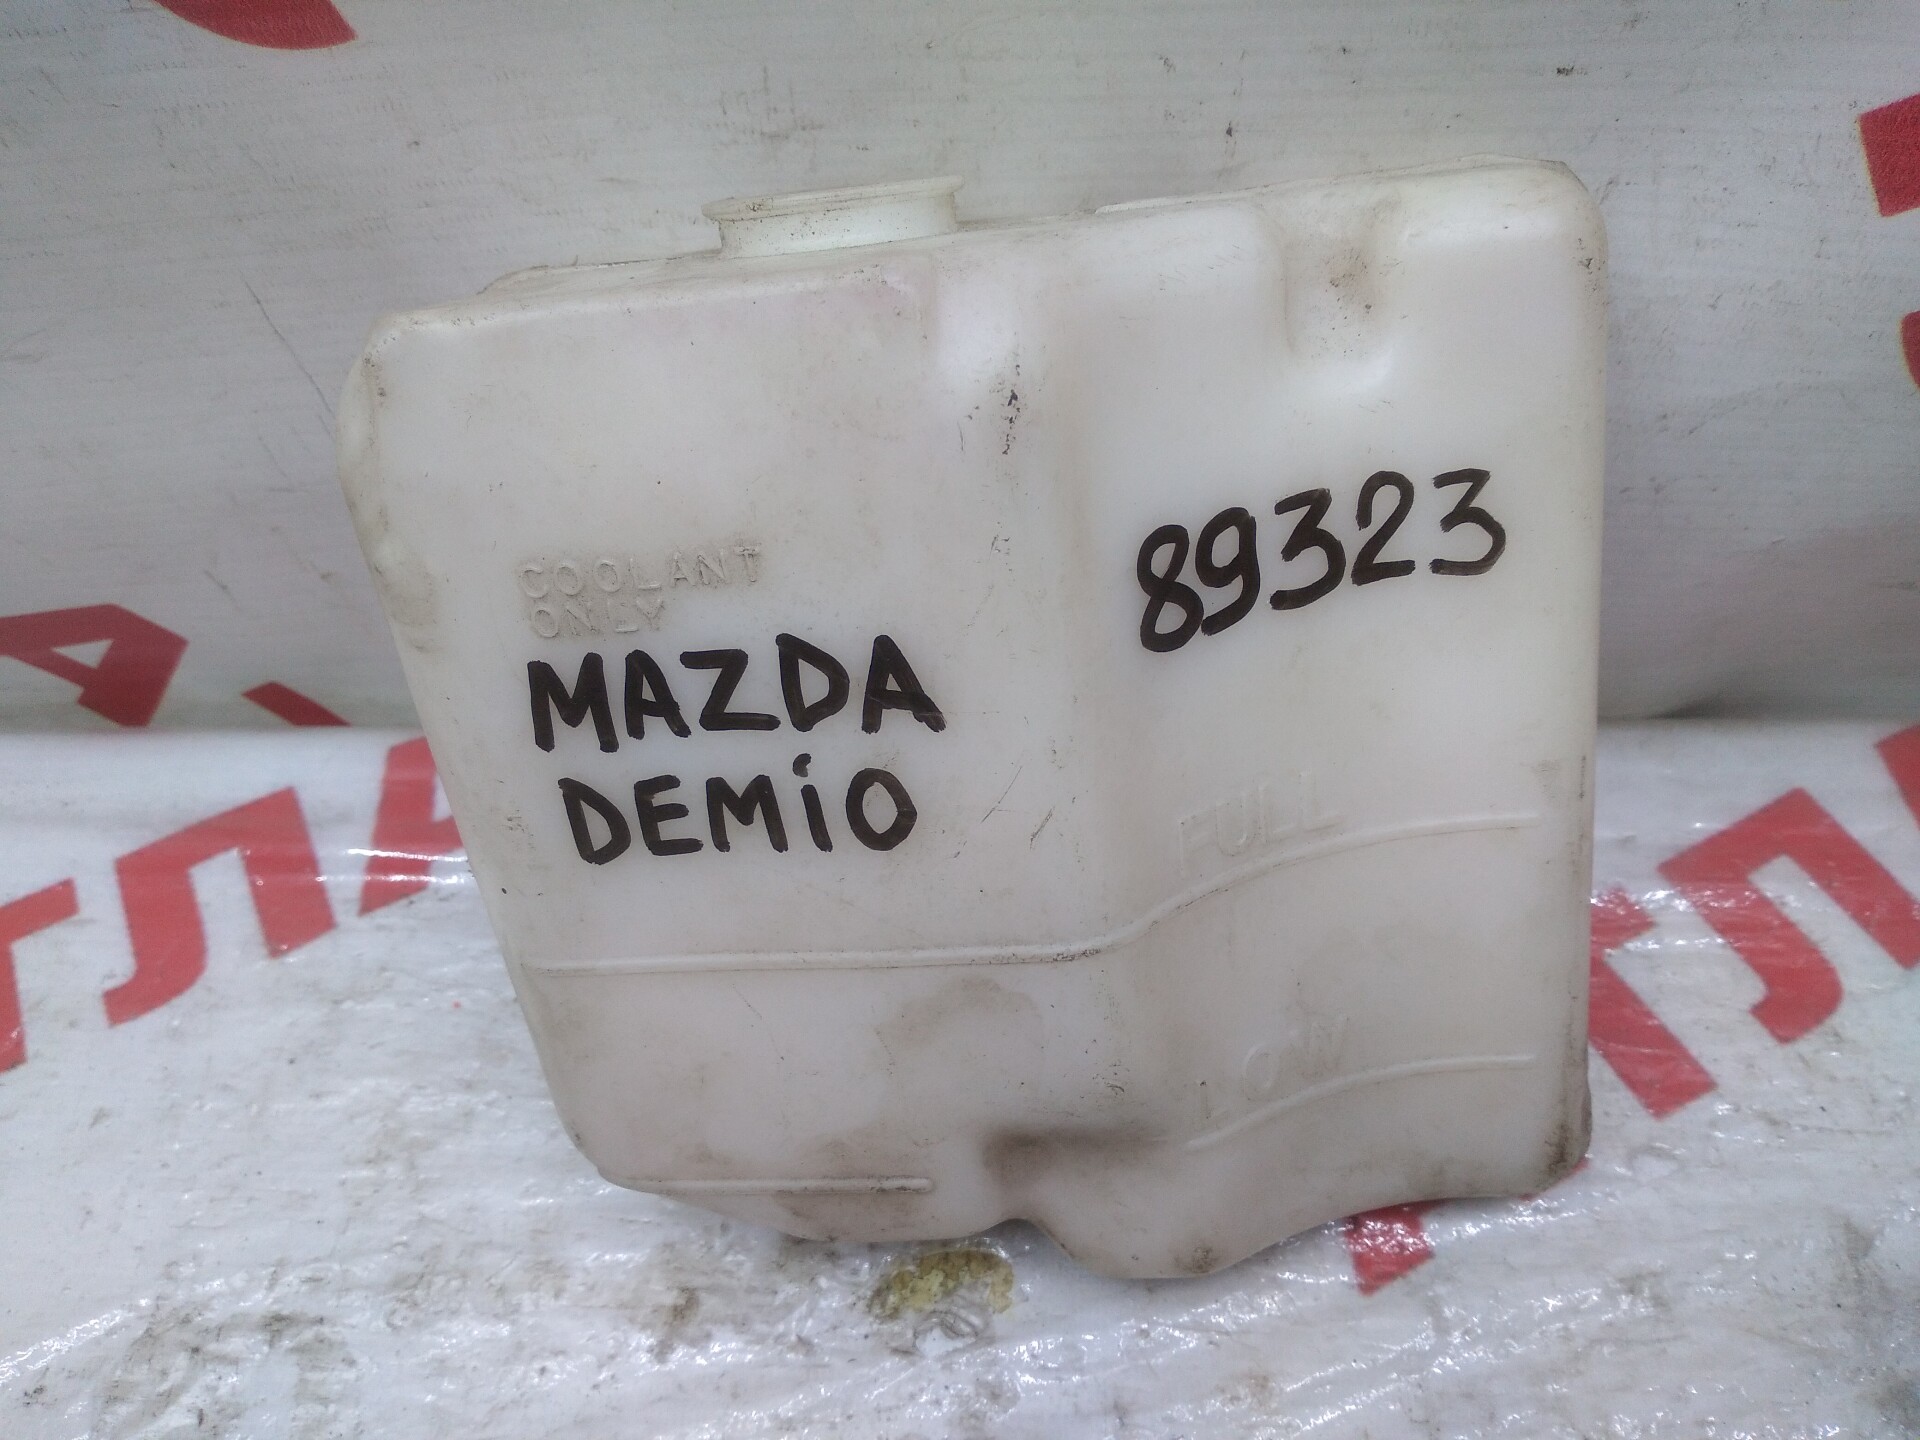 COOLANT
ONLY
MAZDA
DEMiO
89323
FULL
LOW